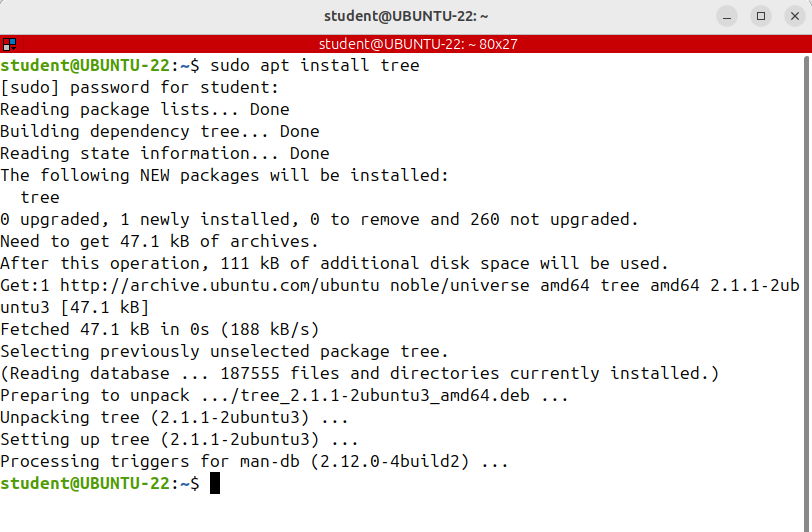 student@UBUNTU-22: ~
student@UBUNTU-22: ~ 80x27
student@UBUNTU-22:~$ sudo apt install tree
[sudo] password for student:
Reading package lists... Done
Building dependency tree... Done
Reading state information... Done
The following NEW packages will be installed:
  tree
0 upgraded, 1 newly installed, 0 to remove and 260 not upgraded.
Need to get 47.1 kB of archives.
After this operation, 111 kB of additional disk space will be used.
Get:1 http://archive.ubuntu.com/ubuntu noble/universe amd64 tree amd64 2.1.1-2ub
untu3 [47.1 kB]
Fetched 47.1 kB in 0s (188 kB/s)
Selecting previously unselected package tree.
(Reading database ... 187555 files and directories currently installed.)
Preparing to unpack .../tree_2.1.1-2ubuntu3_amd64.deb ...
Unpacking tree (2.1.1-2ubuntu3) ...
Setting up tree (2.1.1-2ubuntu3) ...
Processing triggers for man-db (2.12.0-4build2) ...
student@UBUNTU-22:~$